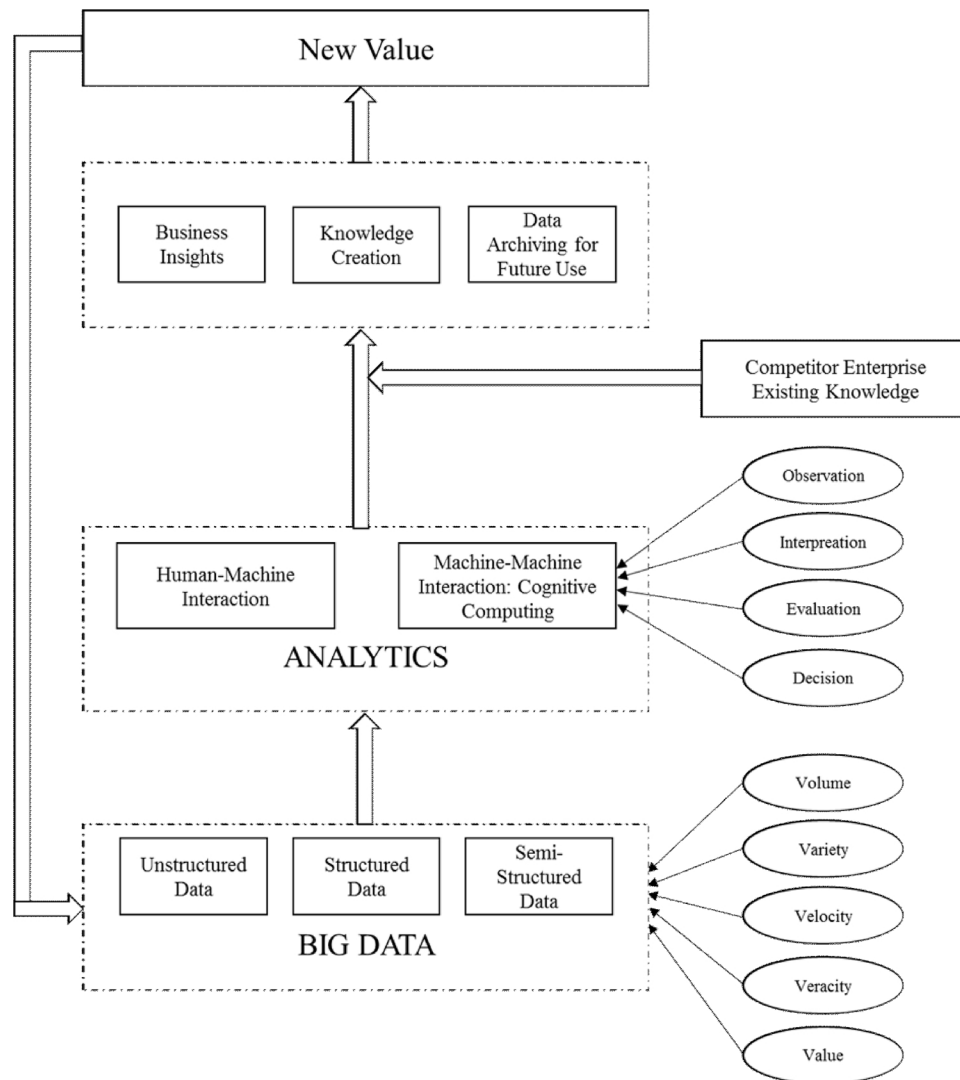 New Value
Business
Insights
Knowledge
Creation
Data
Archiving for
Future Use
Competitor Enterprise
Existing Knowledge
Human-Machine
Interaction
Machine-Machine
Interaction: Cognitive
Computing
ANALYTICS
Observation
Interpreation
Evaluation
Decision
Unstructured
Data
Structured
Data
Semi-
Structured
Data
BIG DATA
Volume
Variety
Velocity
Veracity
Value